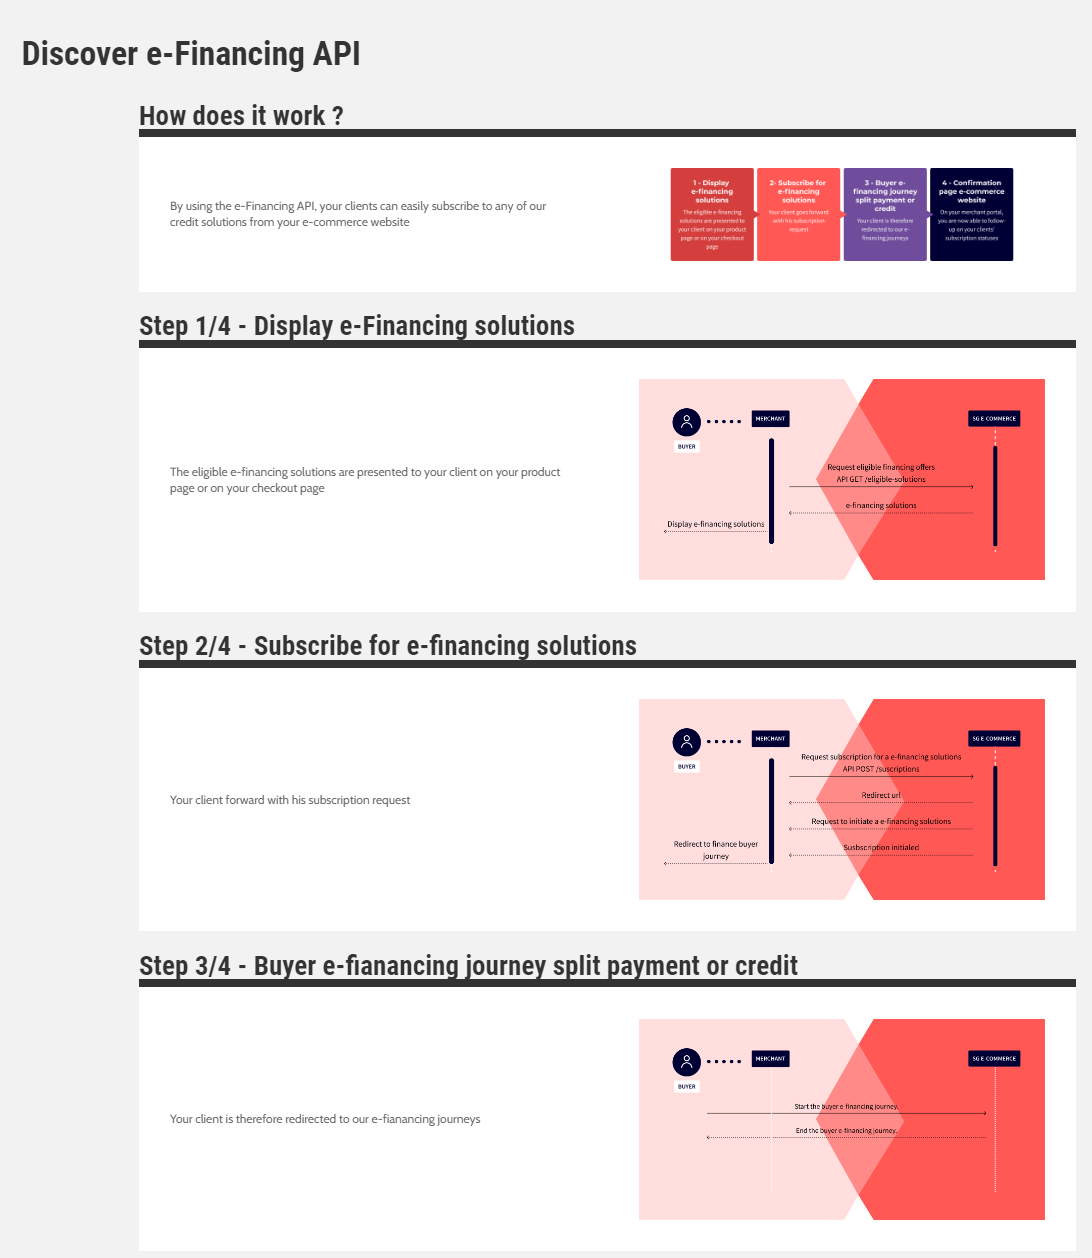 Discover e-Financing API
How does it work ?
By using the e-Financing API, your clients can easily subscribe to any of our
credit solutions from your e-commerce website
1 - Display
e-financing
solutions
The eligible e-financing
solutions are presented to
your client on your product
page or on your checkout
page
2- Subscribe for
e-financing
solutions
Your client goes forward
with his subscription
request
3 - Buyer e-
financing journey
split payment or
credit
Your client is therefore
redirected to our e-
financing journeys
4 - Confirmation
page e-commerce
website
On your merchant portal,
you are now able to follow-
up on your clients'
subscription statuses
Step 1/4 - Display e-Financing solutions
The eligible e-financing solutions are presented to your client on your product
page or on your checkout page
BUYER
MERCHANT
SG E-COMMERCE
Request eligible financing offers
API GET /eligible-solutions
e-financing solutions
Display e-financing solutions
Step 2/4 - Subscribe for e-financing solutions
Your client forward with his subscription request
BUYER
MERCHANT
SG E-COMMERCE
Request subscription for a e-financing solutions
API POST /suscriptions
Redirect url
Request to initiate a e-financing solutions
Susbscription initialed
Redirect to finance buyer
journey
Step 3/4 - Buyer e-fianancing journey split payment or credit
Your client is therefore redirected to our e-fianancing journeys
BUYER
MERCHANT
SG E-COMMERCE
Start the buyer e-financing journey.
End the buyer e-financing journey.